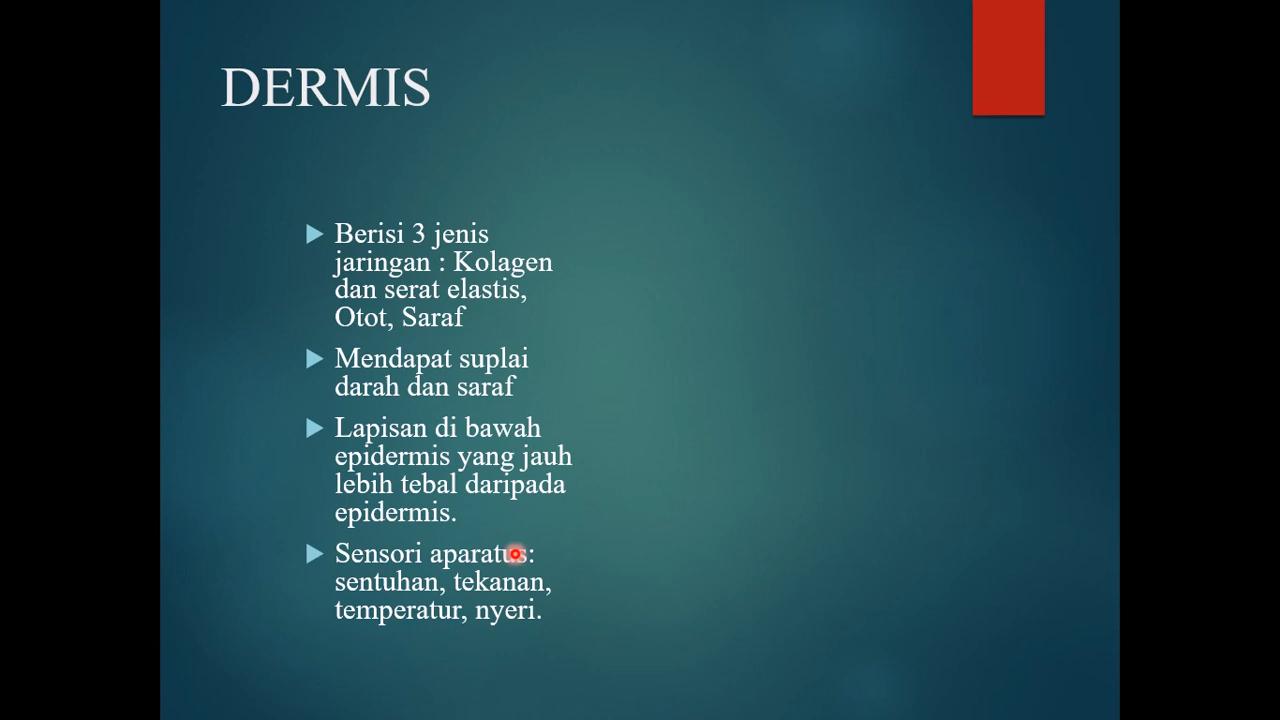 DERMIS
Berisi 3 jenis
jaringan : Kolagen
dan serat elastis,
Otot, Saraf
Mendapat suplai
darah dan saraf
Lapisan di bawah
epidermis yang jauh
lebih tebal daripada
epidermis.
Sensori aparatus:
sentuhan, tekanan,
temperatur, nyeri.